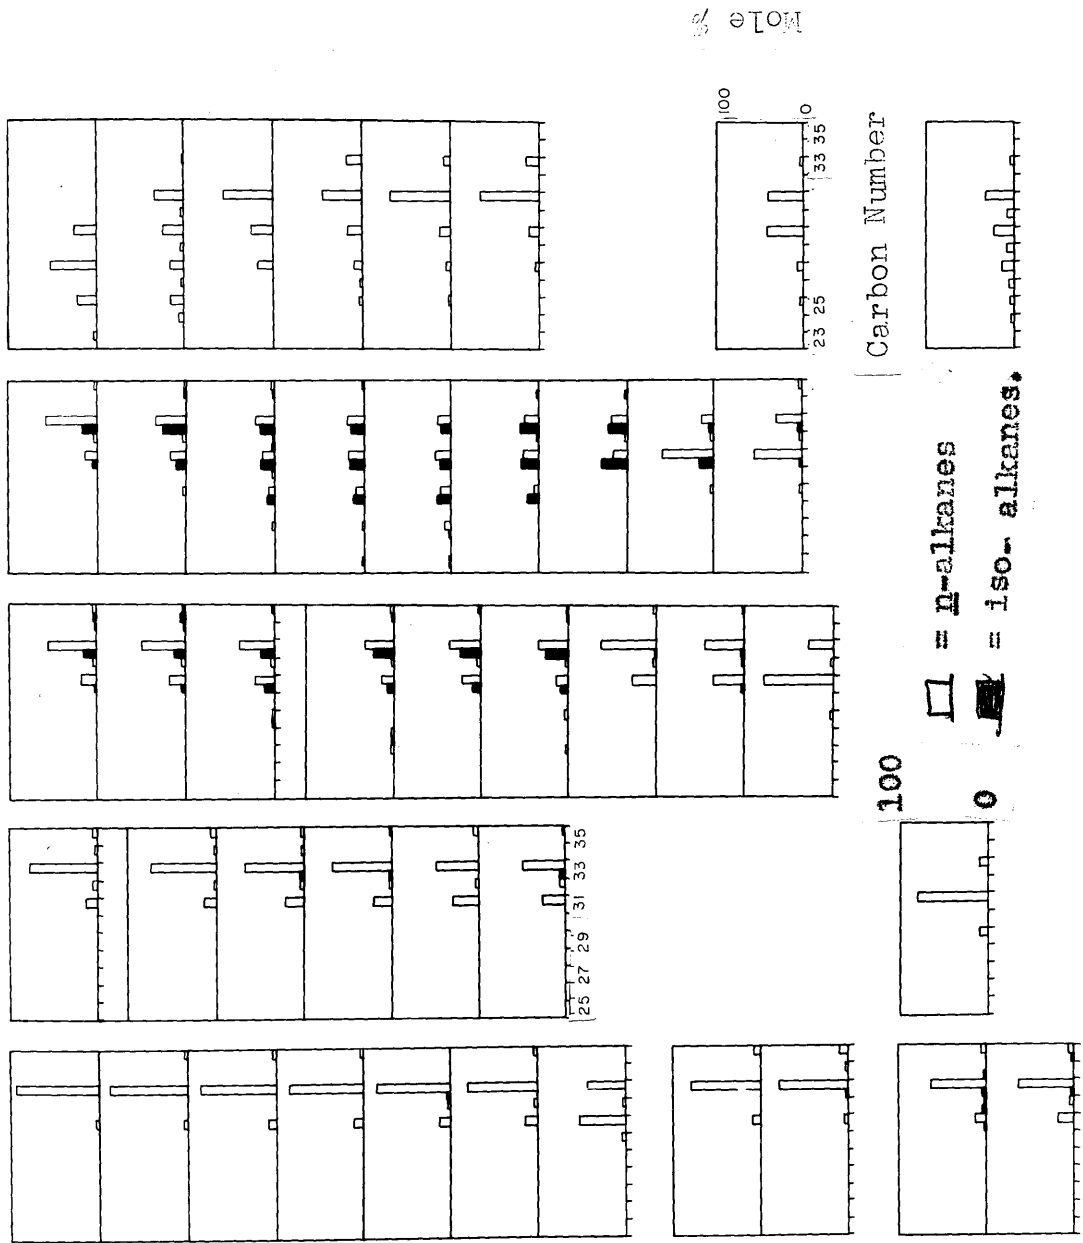 Mole %
100
0
23 25 33 35
Carbon Number
= n-alkanes
= iso- alkanes.
100
0
25 27 29 31 33 35